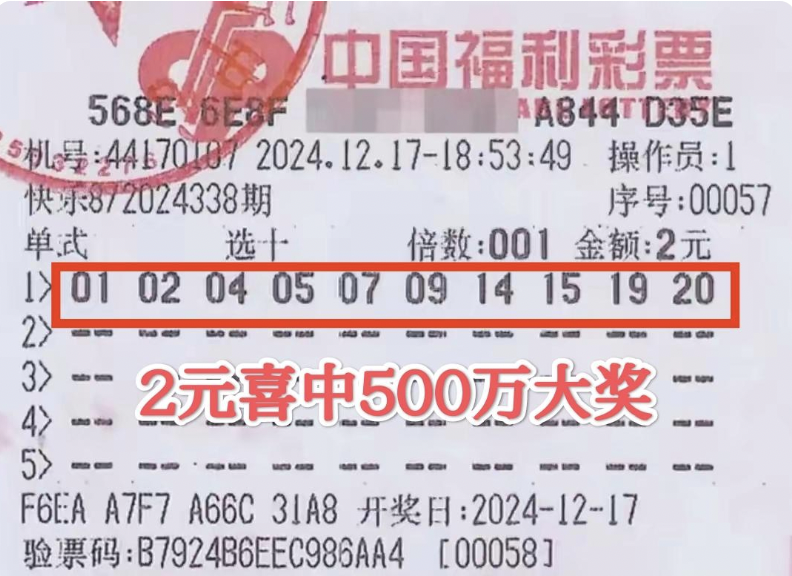 中国福利彩票
568E 6E8F A844 D35E
机号:44170107 2024.12.17-18:53:49 操作员:1
快乐8/2024338期 序号:00057
单式 选十 倍数:001 金额:2元
1> 01 02 04 05 07 09 14 15 19 20
2> -- -- -- -- -- -- -- -- -- --
3> -- -- -- -- -- -- -- -- -- --
2元喜中500万大奖
4> -- -- -- -- -- -- -- -- -- --
5> -- -- -- -- -- -- -- -- -- --
F6EA A7F7 A66C 31A8 开奖日:2024-12-17
验票码:B7924B6EEC986AA4 [00058]